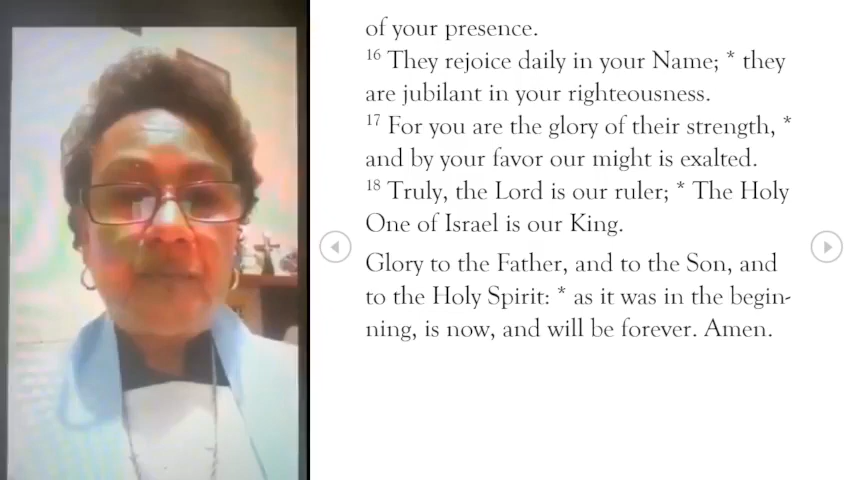 of your presence.
16 They rejoice daily in your Name; * they
are jubilant in your righteousness.
17 For you are the glory of their strength, *
and by your favor our might is exalted.
18 Truly, the Lord is our ruler; * The Holy
One of Israel is our King.
Glory to the Father, and to the Son, and
to the Holy Spirit: * as it was in the begin-
ning, is now, and will be forever. Amen.